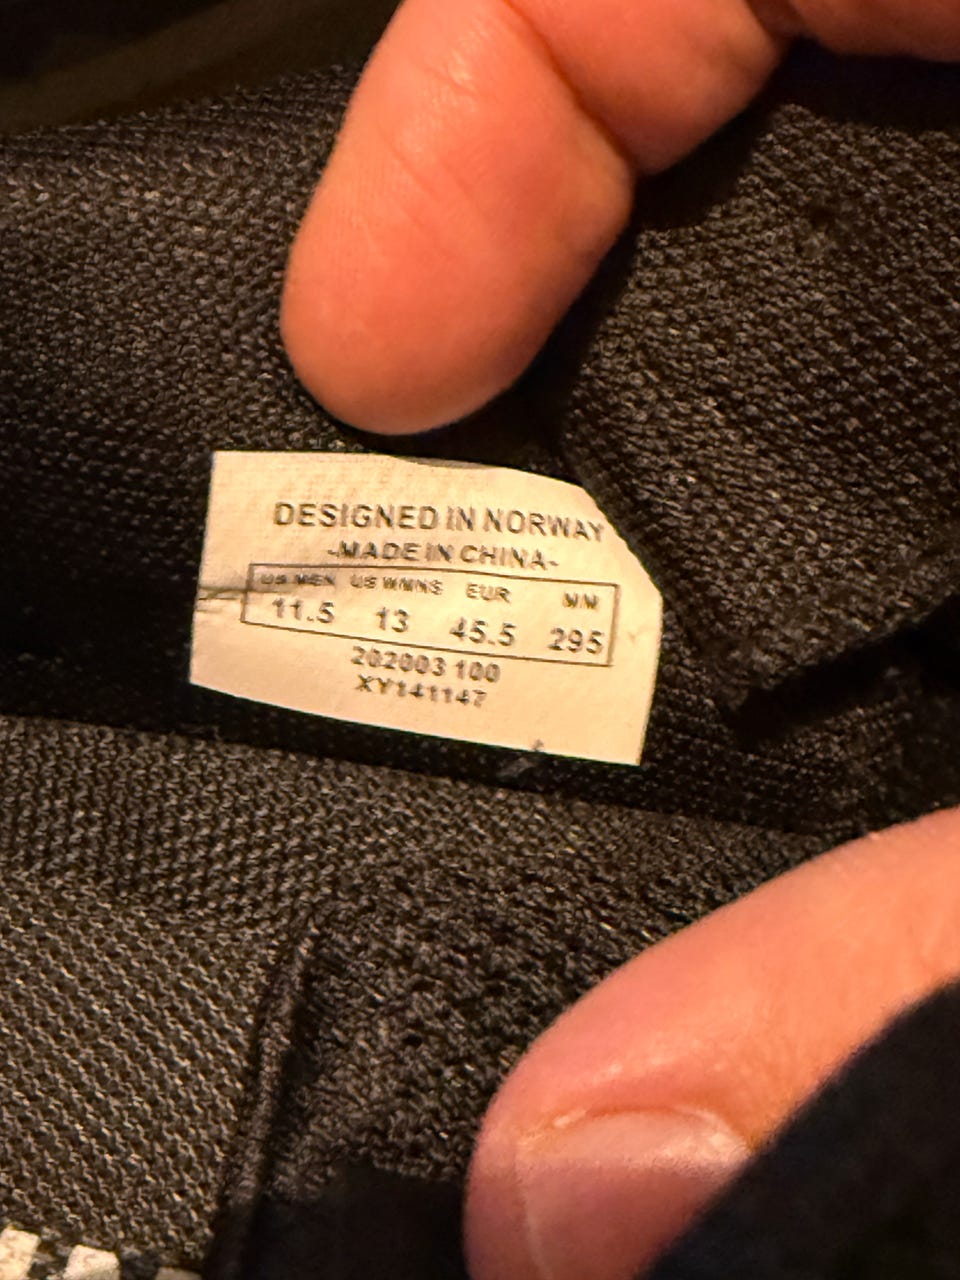 DESIGNED IN NORWAY
-MADE IN CHINA-
US MEN US WMNS EUR MM
11.5 13 45.5 295
202003 100
XY141147